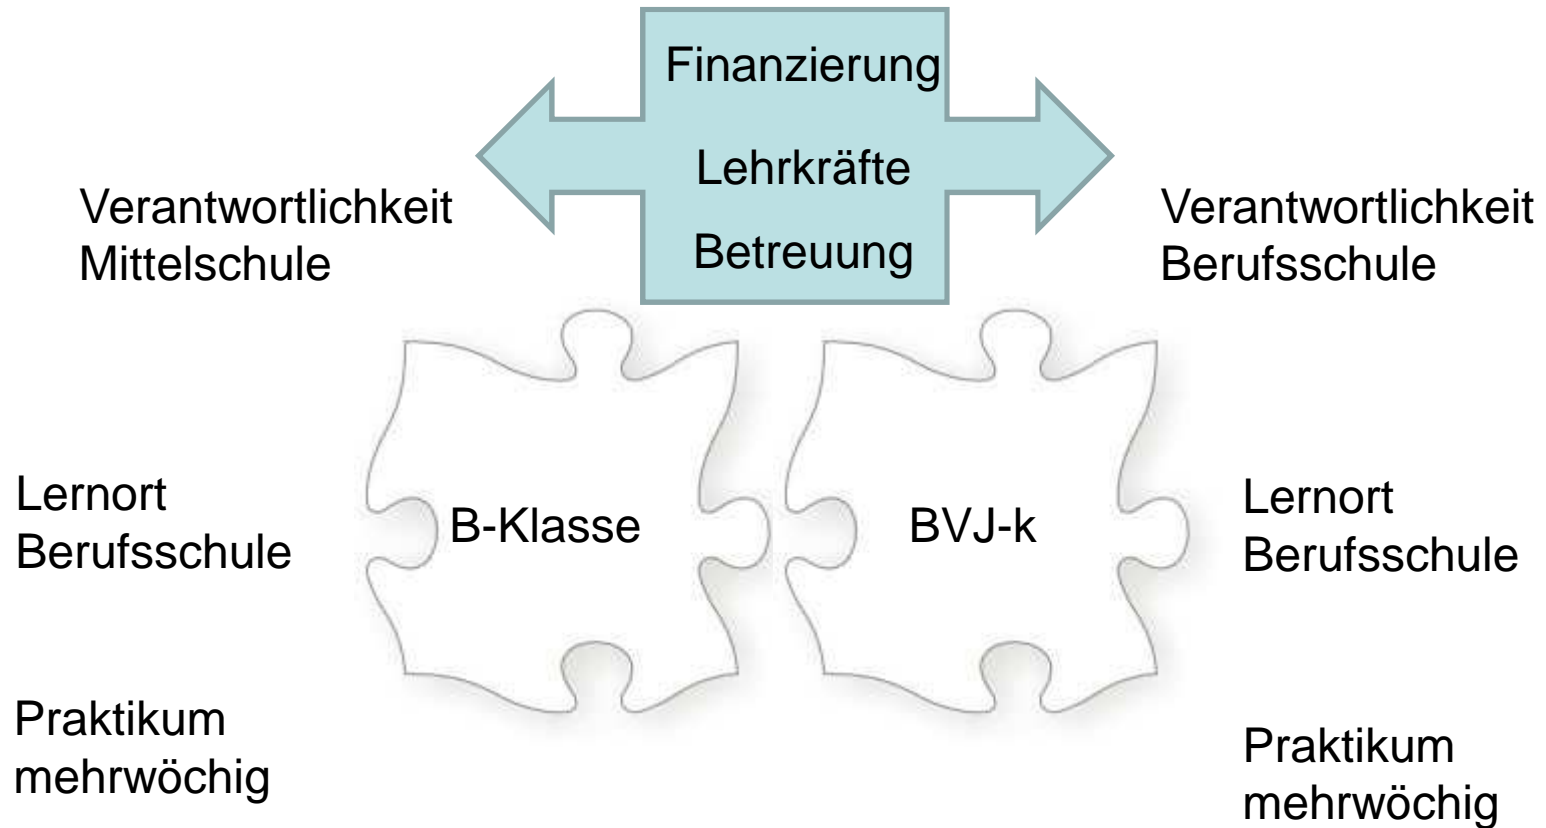 Finanzierung
Lehrkräfte
Betreuung
Verantwortlichkeit
Mittelschule
Verantwortlichkeit
Berufsschule
Lernort
Berufsschule
B-Klasse
BVJ-k
Lernort
Berufsschule
Praktikum
mehrwöchig
Praktikum
mehrwöchig